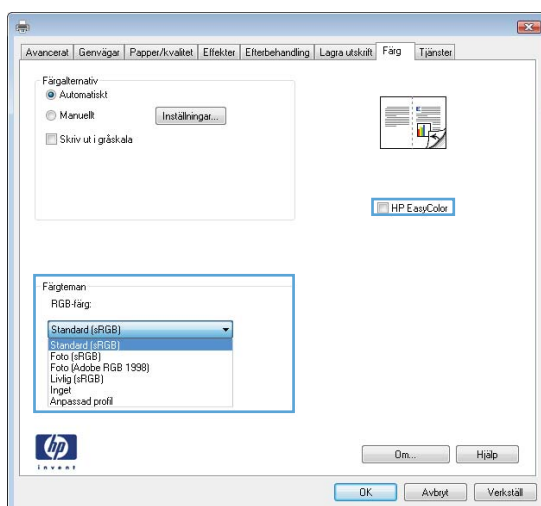 Avancerat Genvägar Papper/kvalitet Effekter Efterbehandling Lagra utskrift Färg Tjänster
Färgalternativ
Automatiskt
Manuellt Inställningar...
Skriv ut i gråskala
HP EasyColor
Färgteman
RGB-färg:
Standard (sRGB)
Standard (sRGB)
Foto (sRGB)
Foto (Adobe RGB 1998)
Livlig (sRGB)
Inget
Anpassad profil
hp
invent
Om... Hjälp
OK Avbryt Verkställ